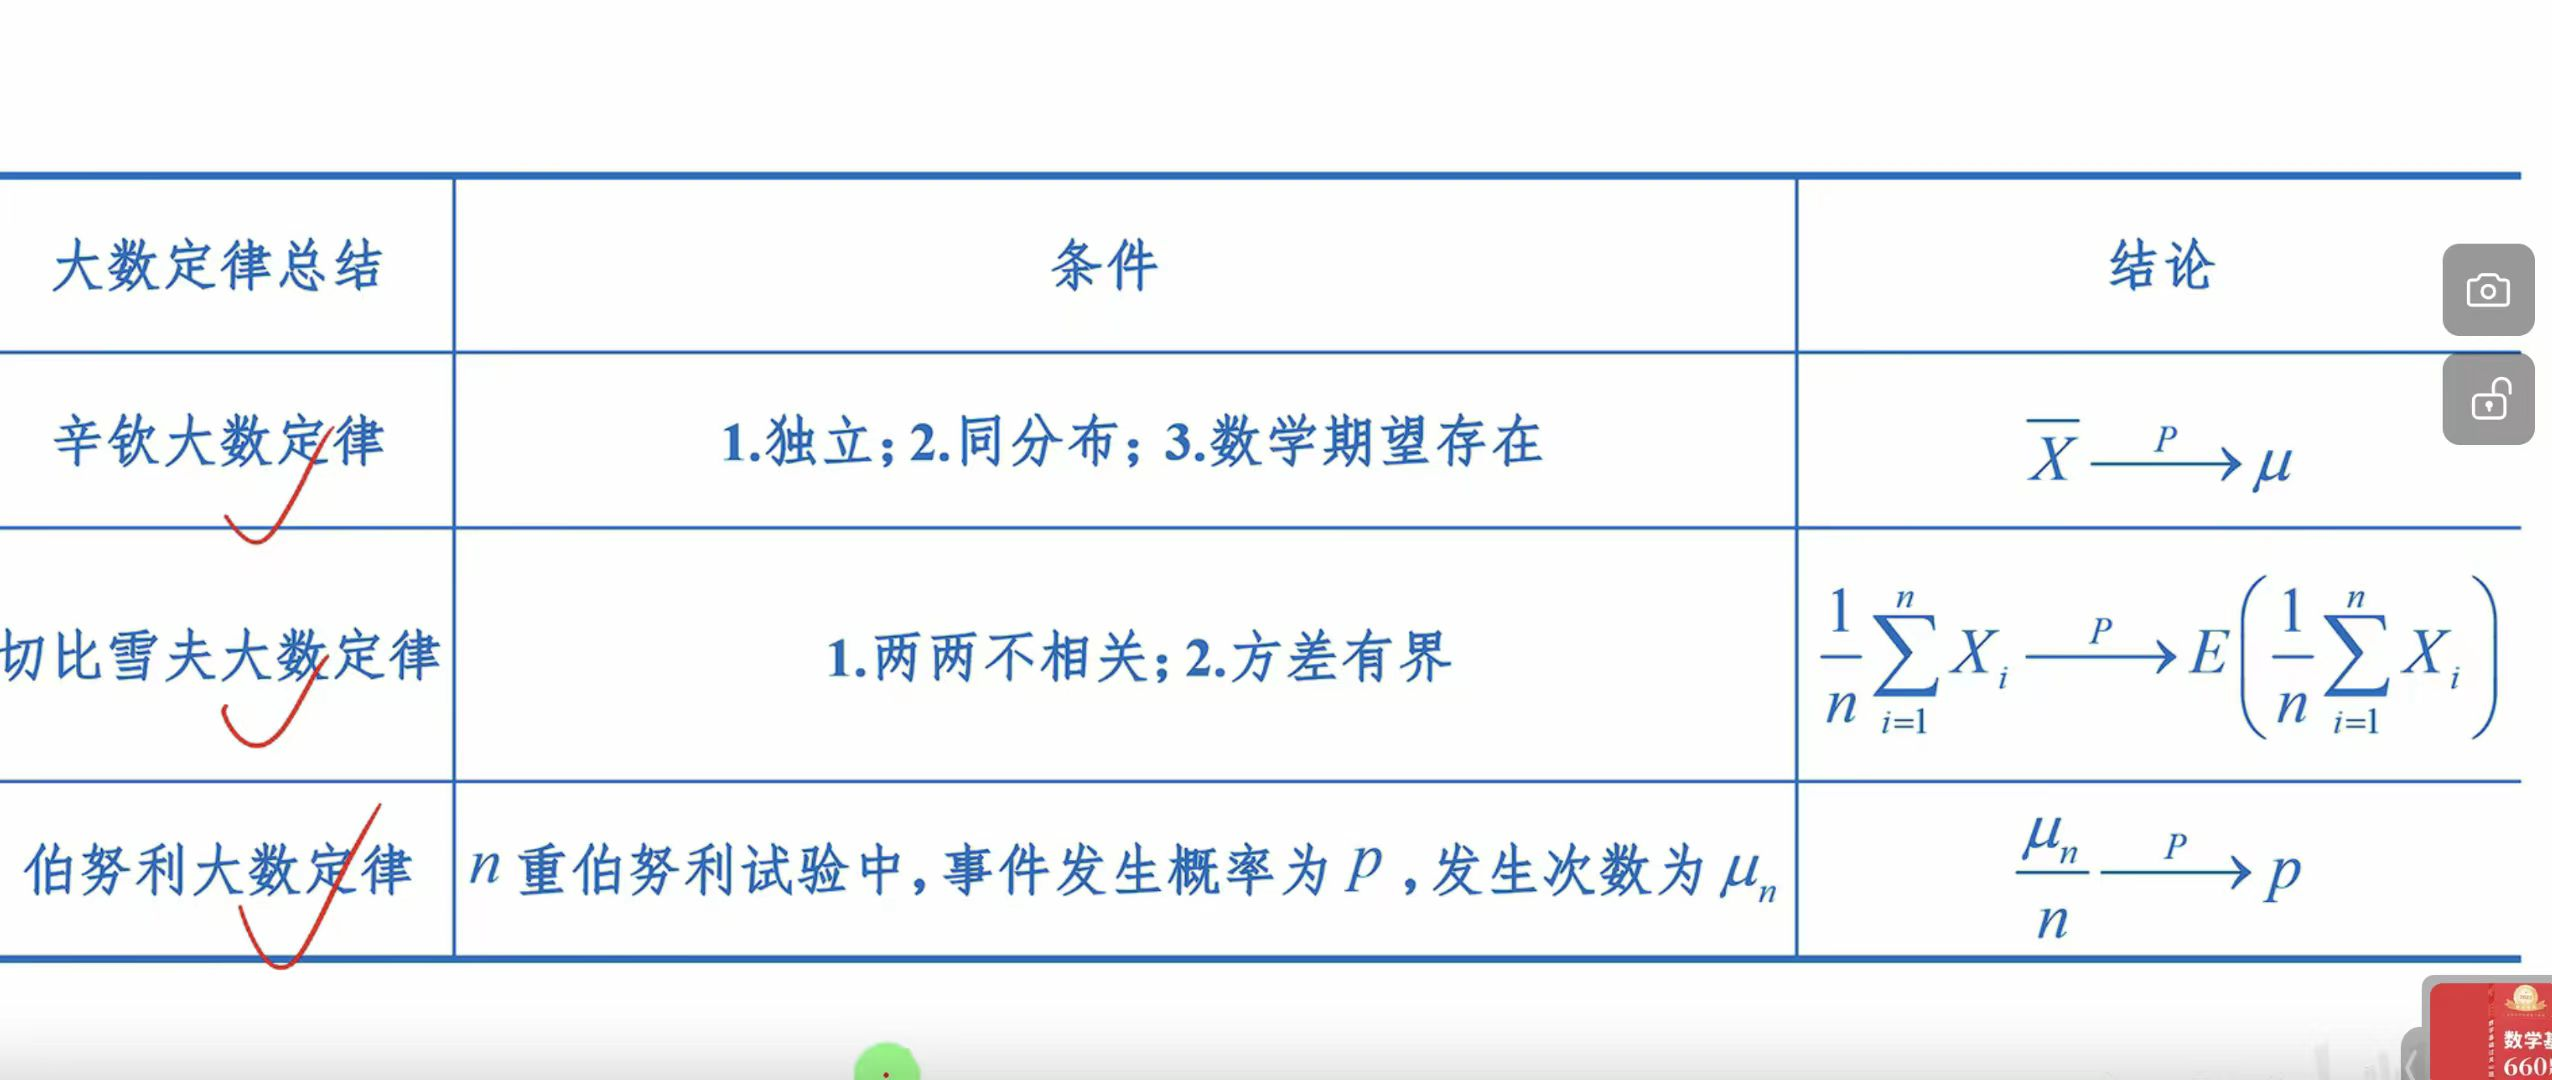 大数定律总结 条件 结论
辛钦大数定律 1.独立；2.同分布；3.数学期望存在 $\overline{X} \xrightarrow{P} \mu$
切比雪夫大数定律 1.两两不相关；2.方差有界 $\frac{1}{n}\sum_{i=1}^{n} X_i \xrightarrow{P} E\left(\frac{1}{n}\sum_{i=1}^{n} X_i\right)$
伯努利大数定律 n重伯努利试验中，事件发生概率为p，发生次数为$\mu_n$ $\frac{\mu_n}{n} \xrightarrow{P} p$
数学基
660